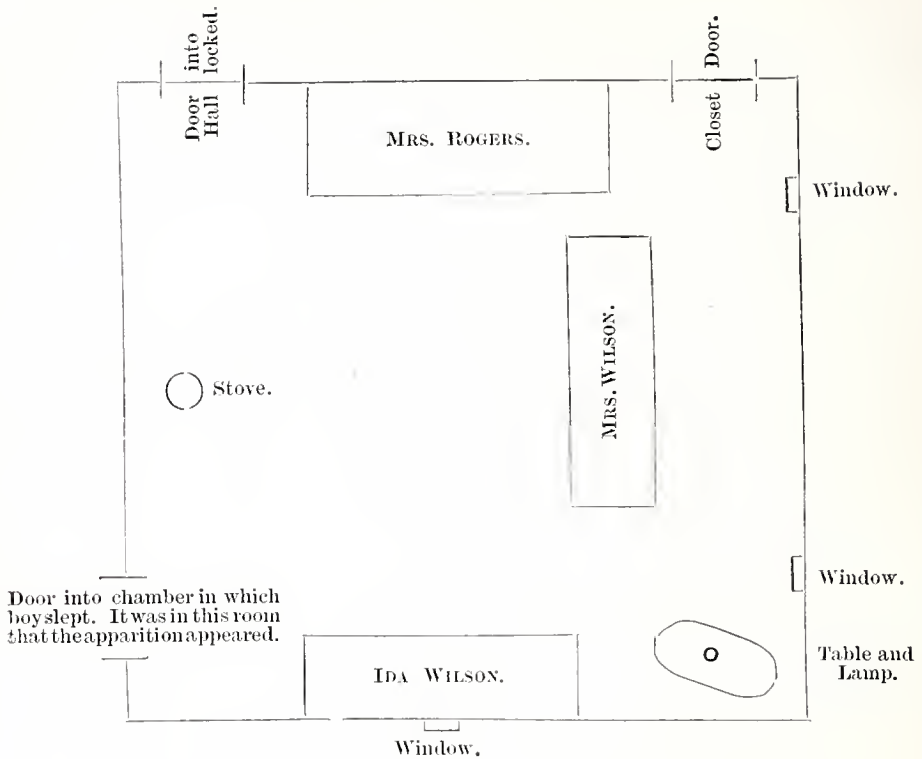 Door into
Hall locked.
Closet Door.
MRS. ROGERS.
Window.
MRS. WILSON.
Stove.
Window.
Door into chamber in which
boy slept. It was in this room
that the apparition appeared.
IDA WILSON.
Table and
Lamp.
Window.